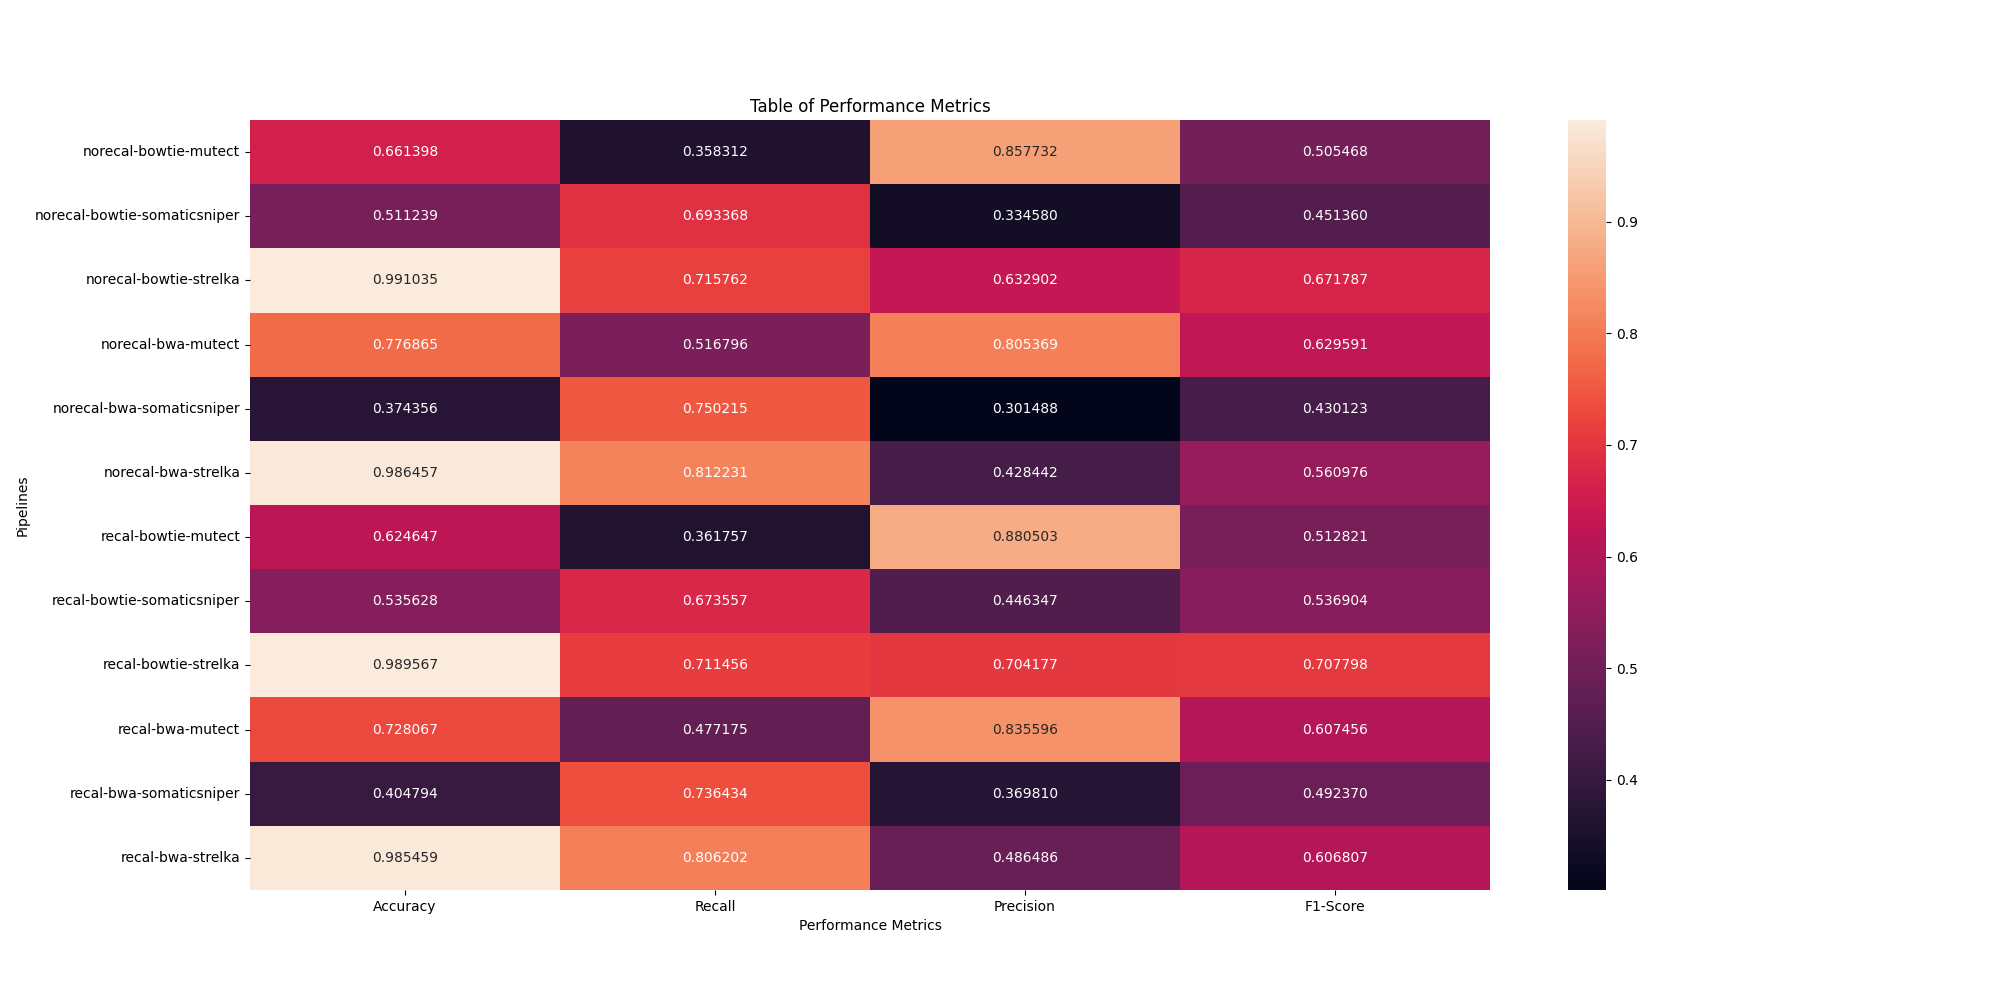 Table of Performance Metrics
norecal-bowtie-mutect 0.661398 0.358312 0.857732 0.505468
norecal-bowtie-somaticsniper 0.511239 0.693368 0.334580 0.451360
norecal-bowtie-strelka 0.991035 0.715762 0.632902 0.671787
norecal-bwa-mutect 0.776865 0.516796 0.805369 0.629591
norecal-bwa-somaticsniper 0.374356 0.750215 0.301488 0.430123
norecal-bwa-strelka 0.986457 0.812231 0.428442 0.560976
recal-bowtie-mutect 0.624647 0.361757 0.880503 0.512821
recal-bowtie-somaticsniper 0.535628 0.673557 0.446347 0.536904
recal-bowtie-strelka 0.989567 0.711456 0.704177 0.707798
recal-bwa-mutect 0.728067 0.477175 0.835596 0.607456
recal-bwa-somaticsniper 0.404794 0.736434 0.369810 0.492370
recal-bwa-strelka 0.985459 0.806202 0.486486 0.606807
Accuracy Recall Precision F1-Score
Performance Metrics
Pipelines
0.9
0.8
0.7
0.6
0.5
0.4